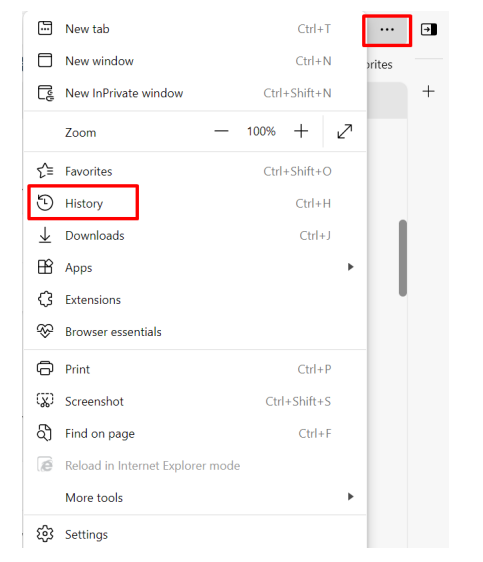 New tab Ctrl+T
New window Ctrl+N
rites
New InPrivate window Ctrl+Shift+N
Zoom 100%
Favorites Ctrl+Shift+O
History Ctrl+H
Downloads Ctrl+J
Apps
Extensions
Browser essentials
Print Ctrl+P
Screenshot Ctrl+Shift+S
Find on page Ctrl+F
Reload in Internet Explorer mode
More tools
Settings